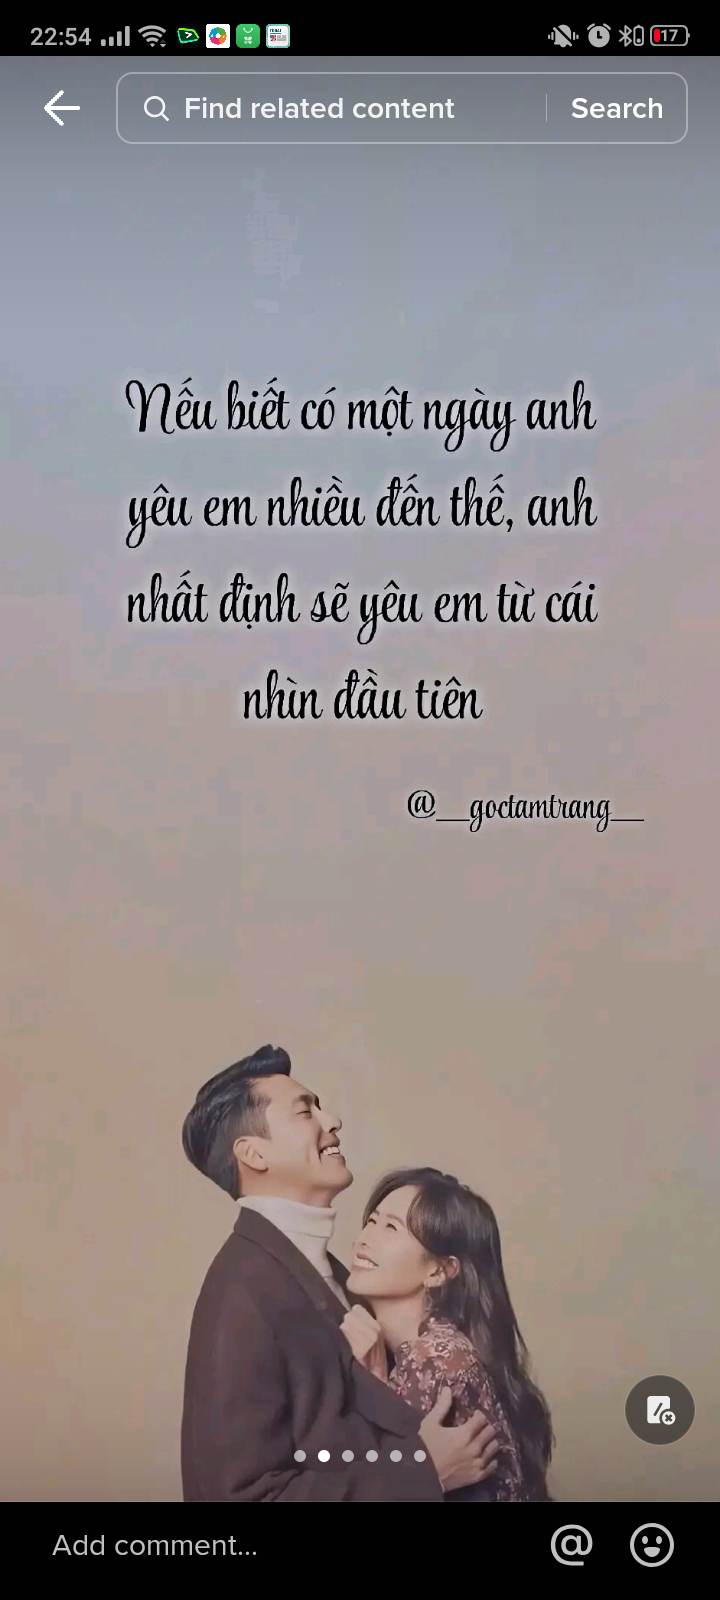 22:54
17
Find related content
Search
Nếu biết có một ngày anh
yêu em nhiều đến thế, anh
nhất định sẽ yêu em từ cái
nhìn đầu tiên
@__goctamtrang__
Add comment...